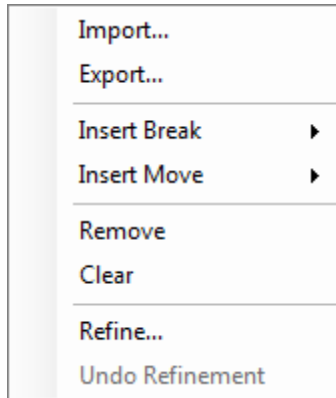 Import...
Export...
Insert Break
Insert Move
Remove
Clear
Refine...
Undo Refinement